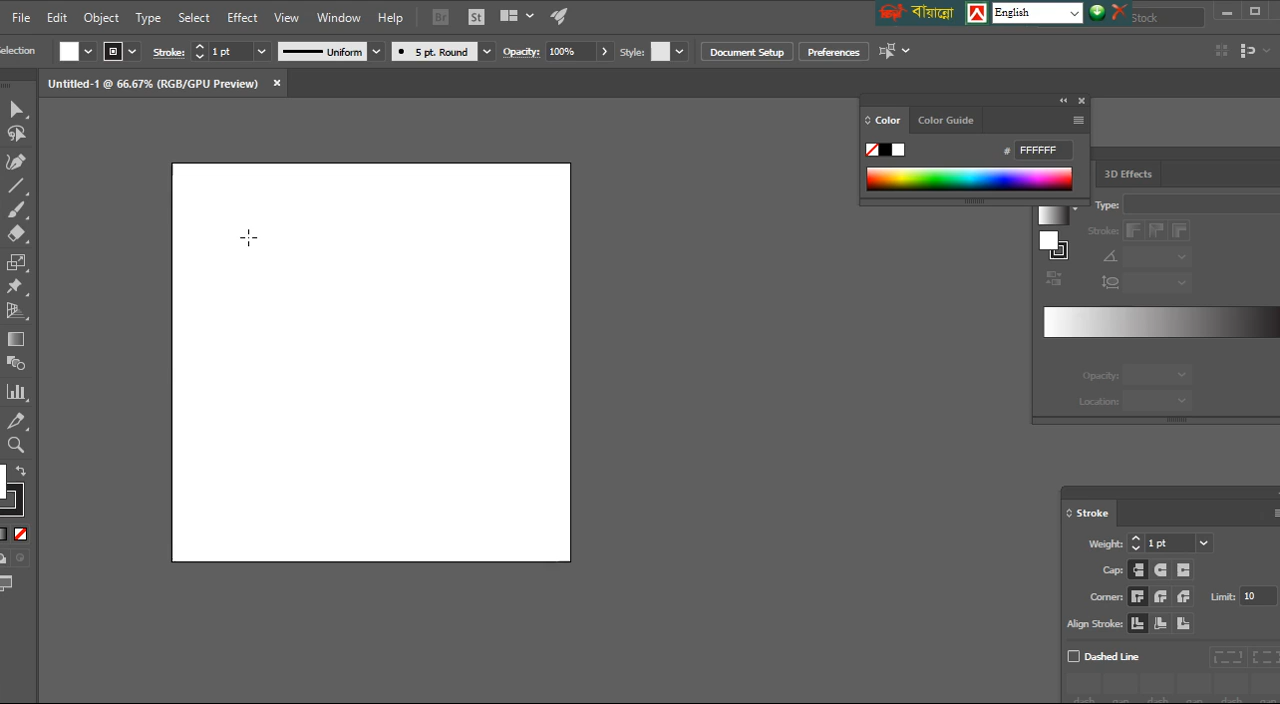 File Edit Object Type Select Effect View Window Help Br St বায়ান্নো English Stock
Selection Stroke: 1 pt Uniform 5 pt. Round Opacity: 100% Style: Document Setup Preferences
Untitled-1 @ 66.67% (RGB/GPU Preview)
Color Color Guide
# FFFFFF
3D Effects
Type:
Stroke:
Opacity:
Location:
Stroke
Weight: 1 pt
Cap:
Corner: Limit: 10
Align Stroke:
Dashed Line